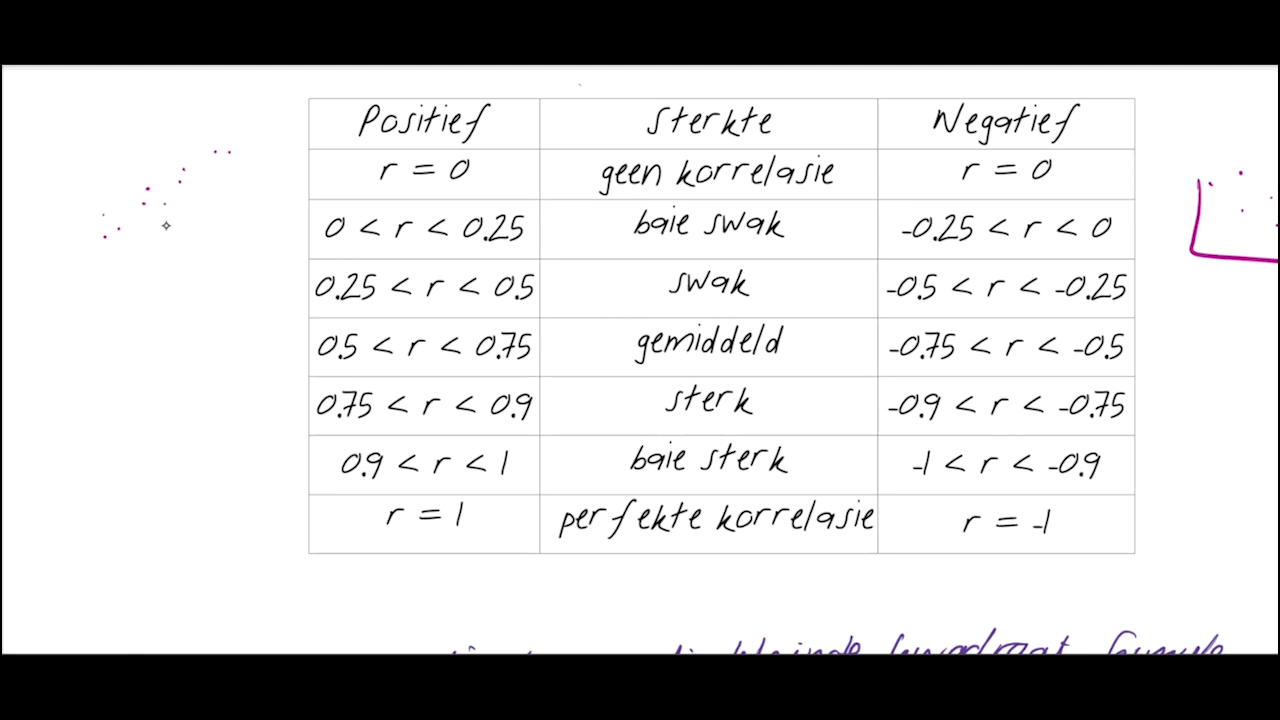 Positief Sterkte Negatief
r = 0 geen korrelasie r = 0
0 < r < 0.25 baie swak -0.25 < r < 0
0.25 < r < 0.5 swak -0.5 < r < -0.25
0.5 < r < 0.75 gemiddeld -0.75 < r < -0.5
0.75 < r < 0.9 sterk -0.9 < r < -0.75
0.9 < r < 1 baie sterk -1 < r < -0.9
r = 1 perfekte korrelasie r = -1